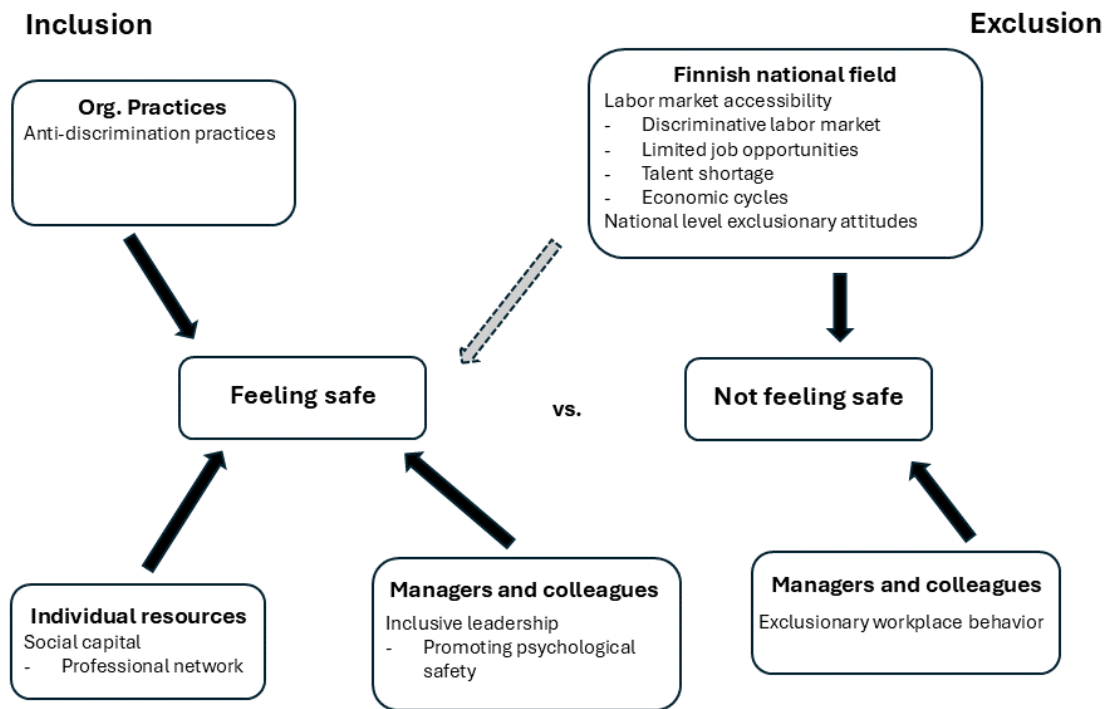 Inclusion
Exclusion
Org. Practices
Anti-discrimination practices
Finnish national field
Labor market accessibility
- Discriminative labor market
- Limited job opportunities
- Talent shortage
- Economic cycles
National level exclusionary attitudes
Feeling safe
vs.
Not feeling safe
Individual resources
Social capital
- Professional network
Managers and colleagues
Inclusive leadership
- Promoting psychological
safety
Managers and colleagues
Exclusionary workplace behavior